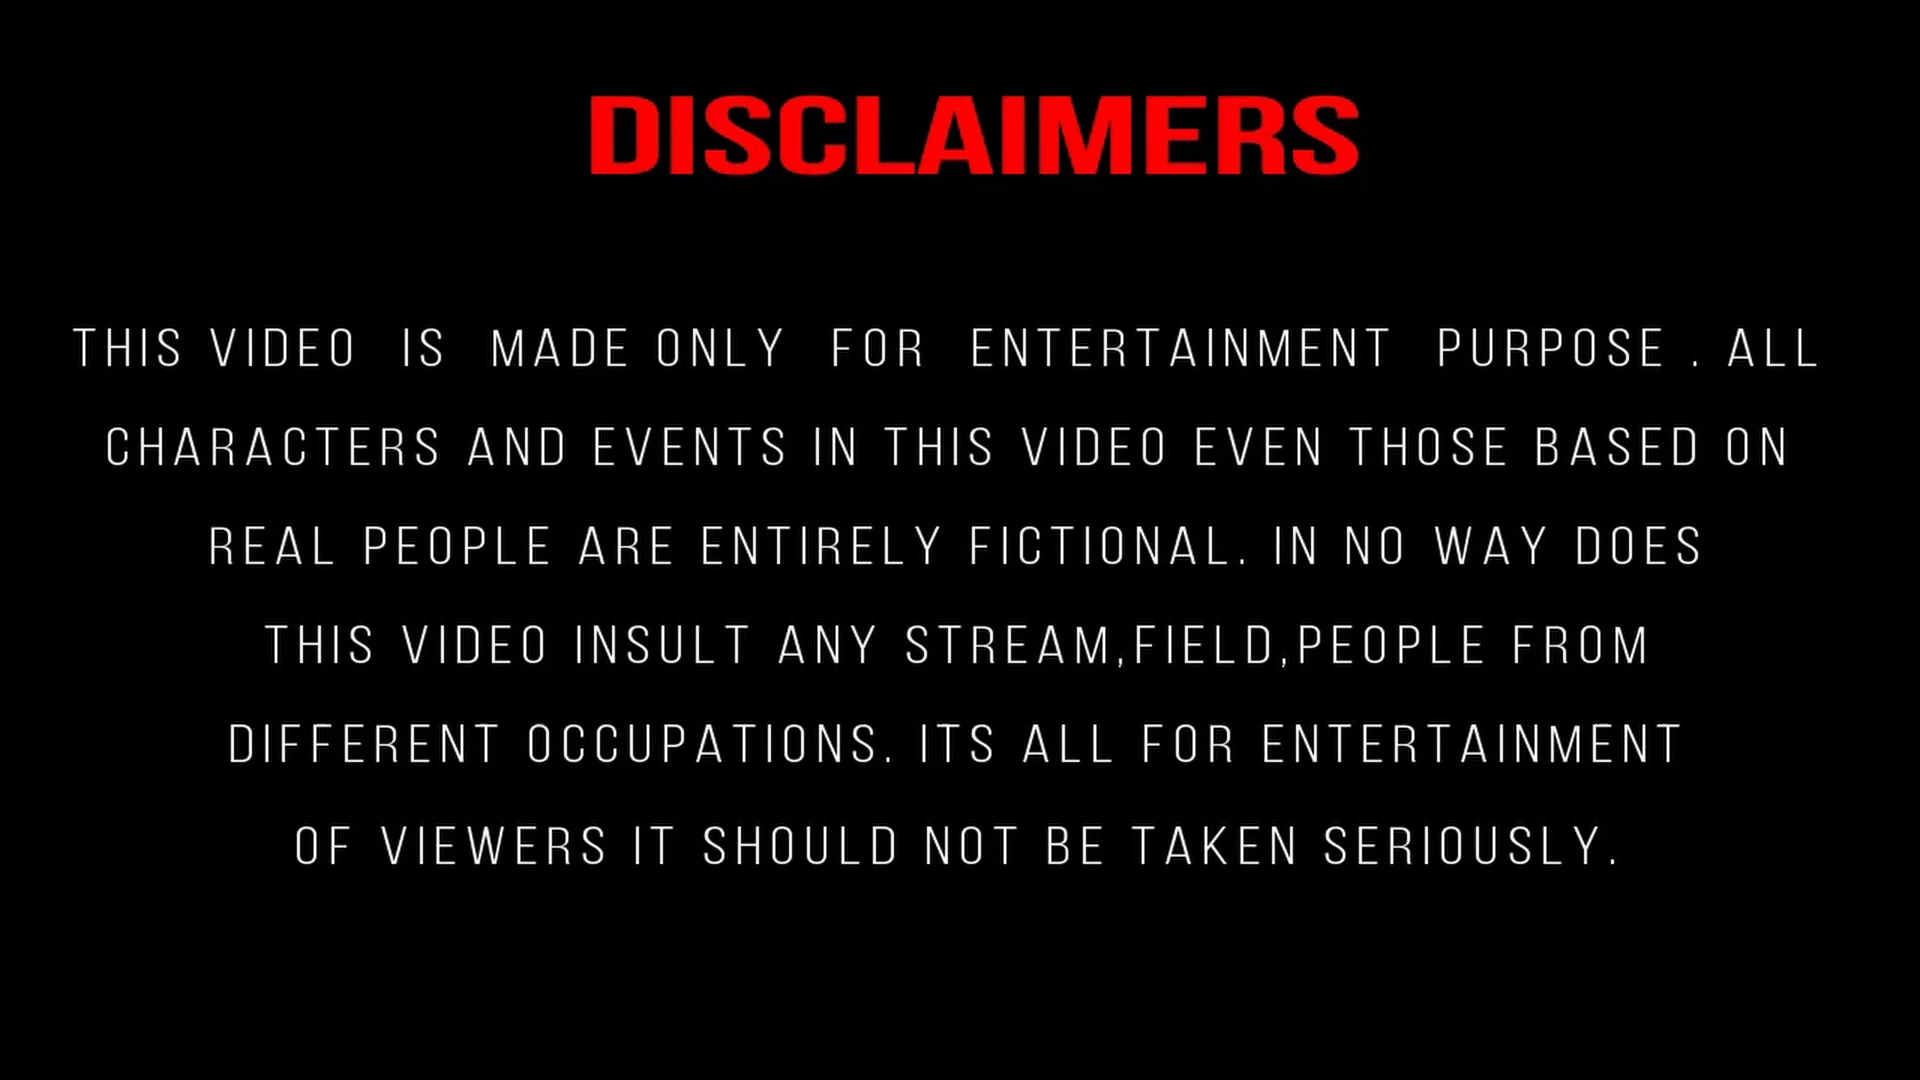 DISCLAIMERS
THIS VIDEO IS MADE ONLY FOR ENTERTAINMENT PURPOSE . ALL
CHARACTERS AND EVENTS IN THIS VIDEO EVEN THOSE BASED ON
REAL PEOPLE ARE ENTIRELY FICTIONAL. IN NO WAY DOES
THIS VIDEO INSULT ANY STREAM,FIELD,PEOPLE FROM
DIFFERENT OCCUPATIONS. ITS ALL FOR ENTERTAINMENT
OF VIEWERS IT SHOULD NOT BE TAKEN SERIOUSLY.